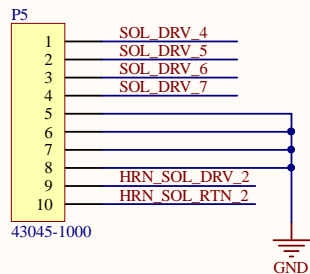 P5
1 SOL_DRV_4
2 SOL_DRV_5
3 SOL_DRV_6
4 SOL_DRV_7
5
6
7
8
9 HRN_SOL_DRV_2
10 HRN_SOL_RTN_2
43045-1000
GND